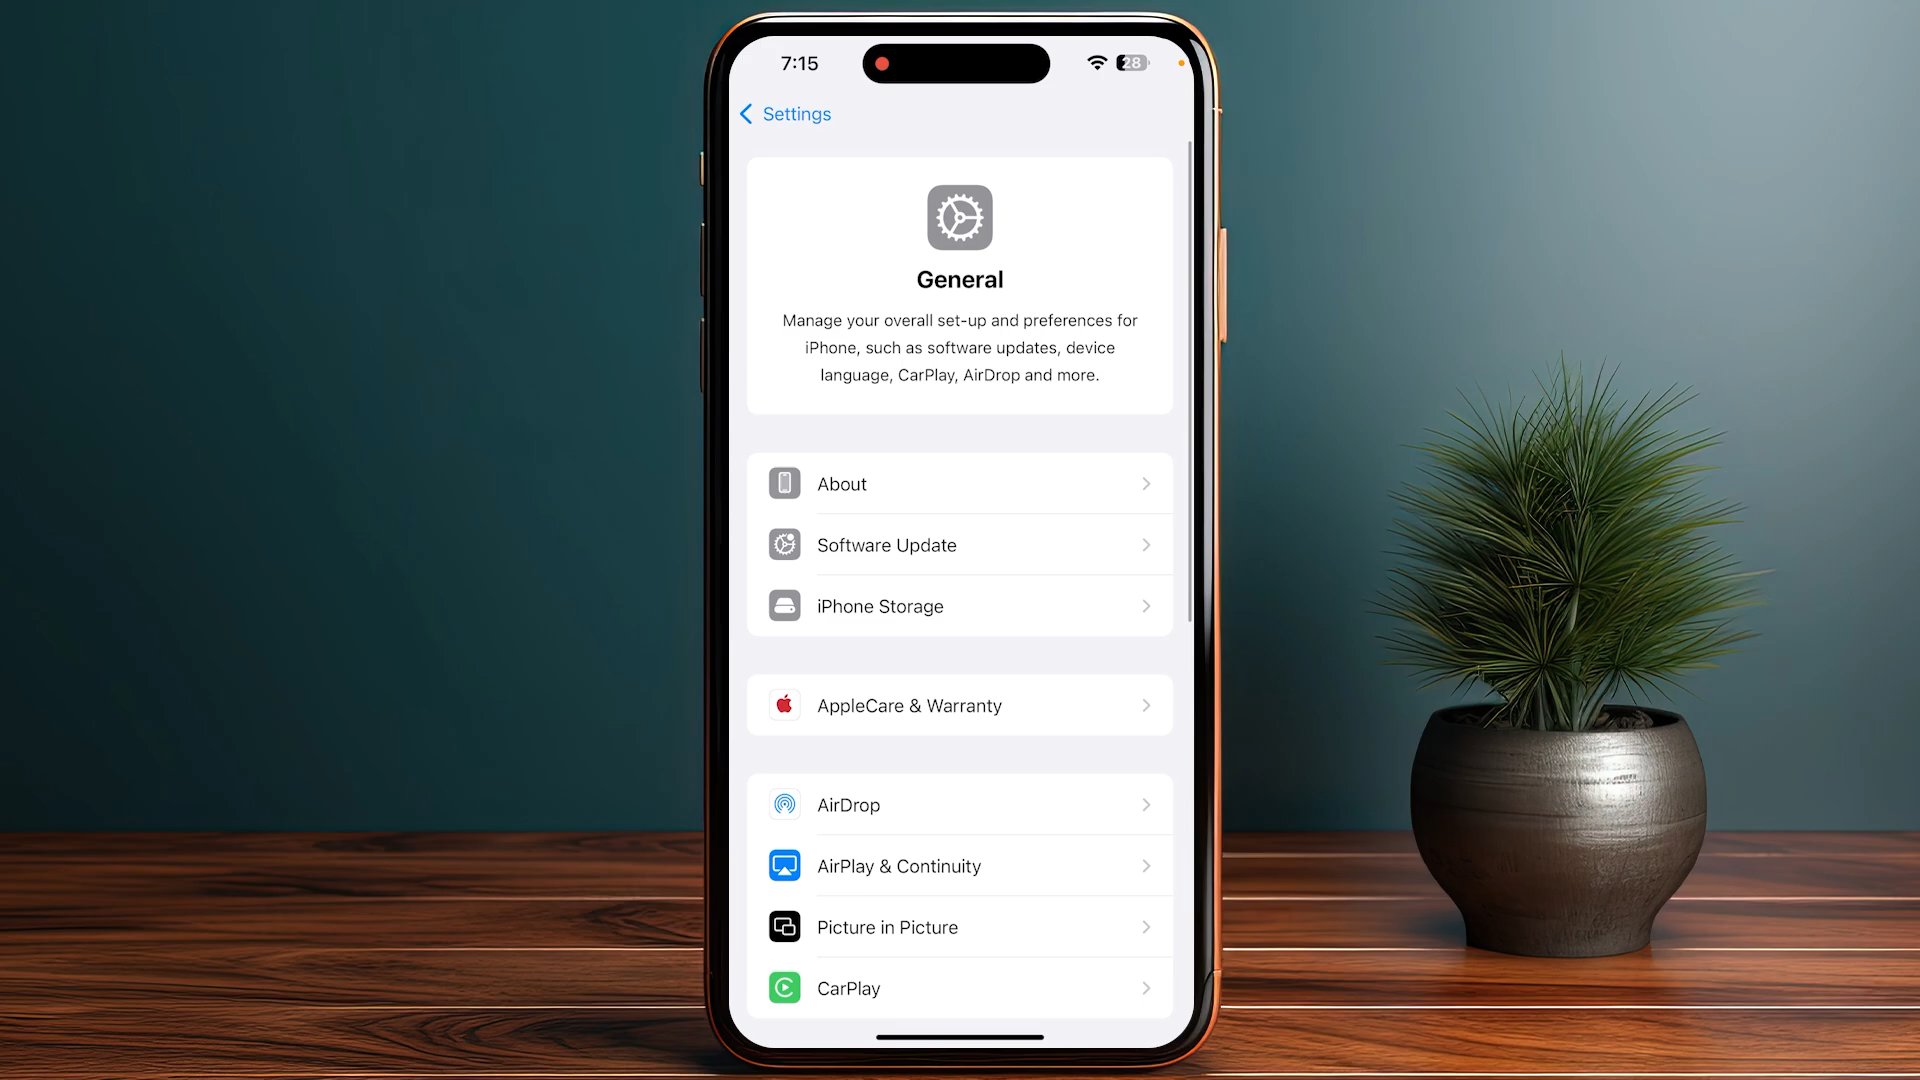 7:15
28
Settings
General
Manage your overall set-up and preferences for
iPhone, such as software updates, device
language, CarPlay, AirDrop and more.
About
Software Update
iPhone Storage
AppleCare & Warranty
AirDrop
AirPlay & Continuity
Picture in Picture
CarPlay